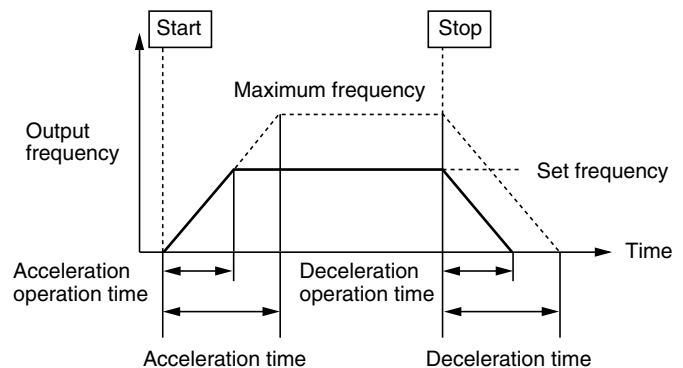 Start
Stop
Maximum frequency
Output
frequency
Set frequency
Time
Acceleration
operation time
Deceleration
operation time
Acceleration time
Deceleration time